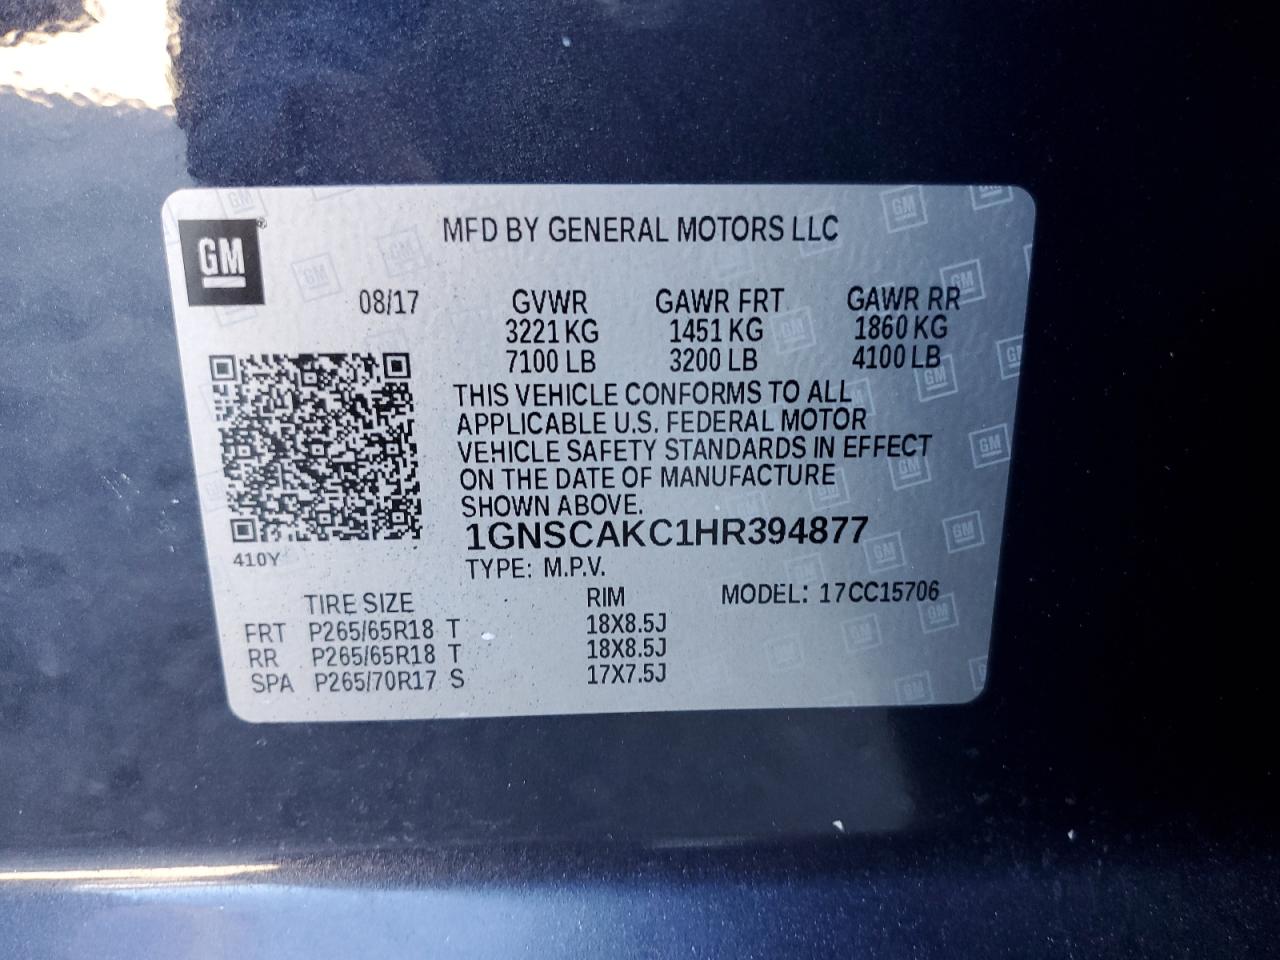 GM ®
MFD BY GENERAL MOTORS LLC
08/17 GVWR GAWR FRT GAWR RR
3221 KG 1451 KG 1860 KG
7100 LB 3200 LB 4100 LB
THIS VEHICLE CONFORMS TO ALL
APPLICABLE U.S. FEDERAL MOTOR
VEHICLE SAFETY STANDARDS IN EFFECT
ON THE DATE OF MANUFACTURE
SHOWN ABOVE.
1GNSCAKC1HR394877
410Y
TYPE: M.P.V.
TIRE SIZE RIM MODEL: 17CC15706
FRT P265/65R18 T 18X8.5J
RR P265/65R18 T 18X8.5J
SPA P265/70R17 S 17X7.5J